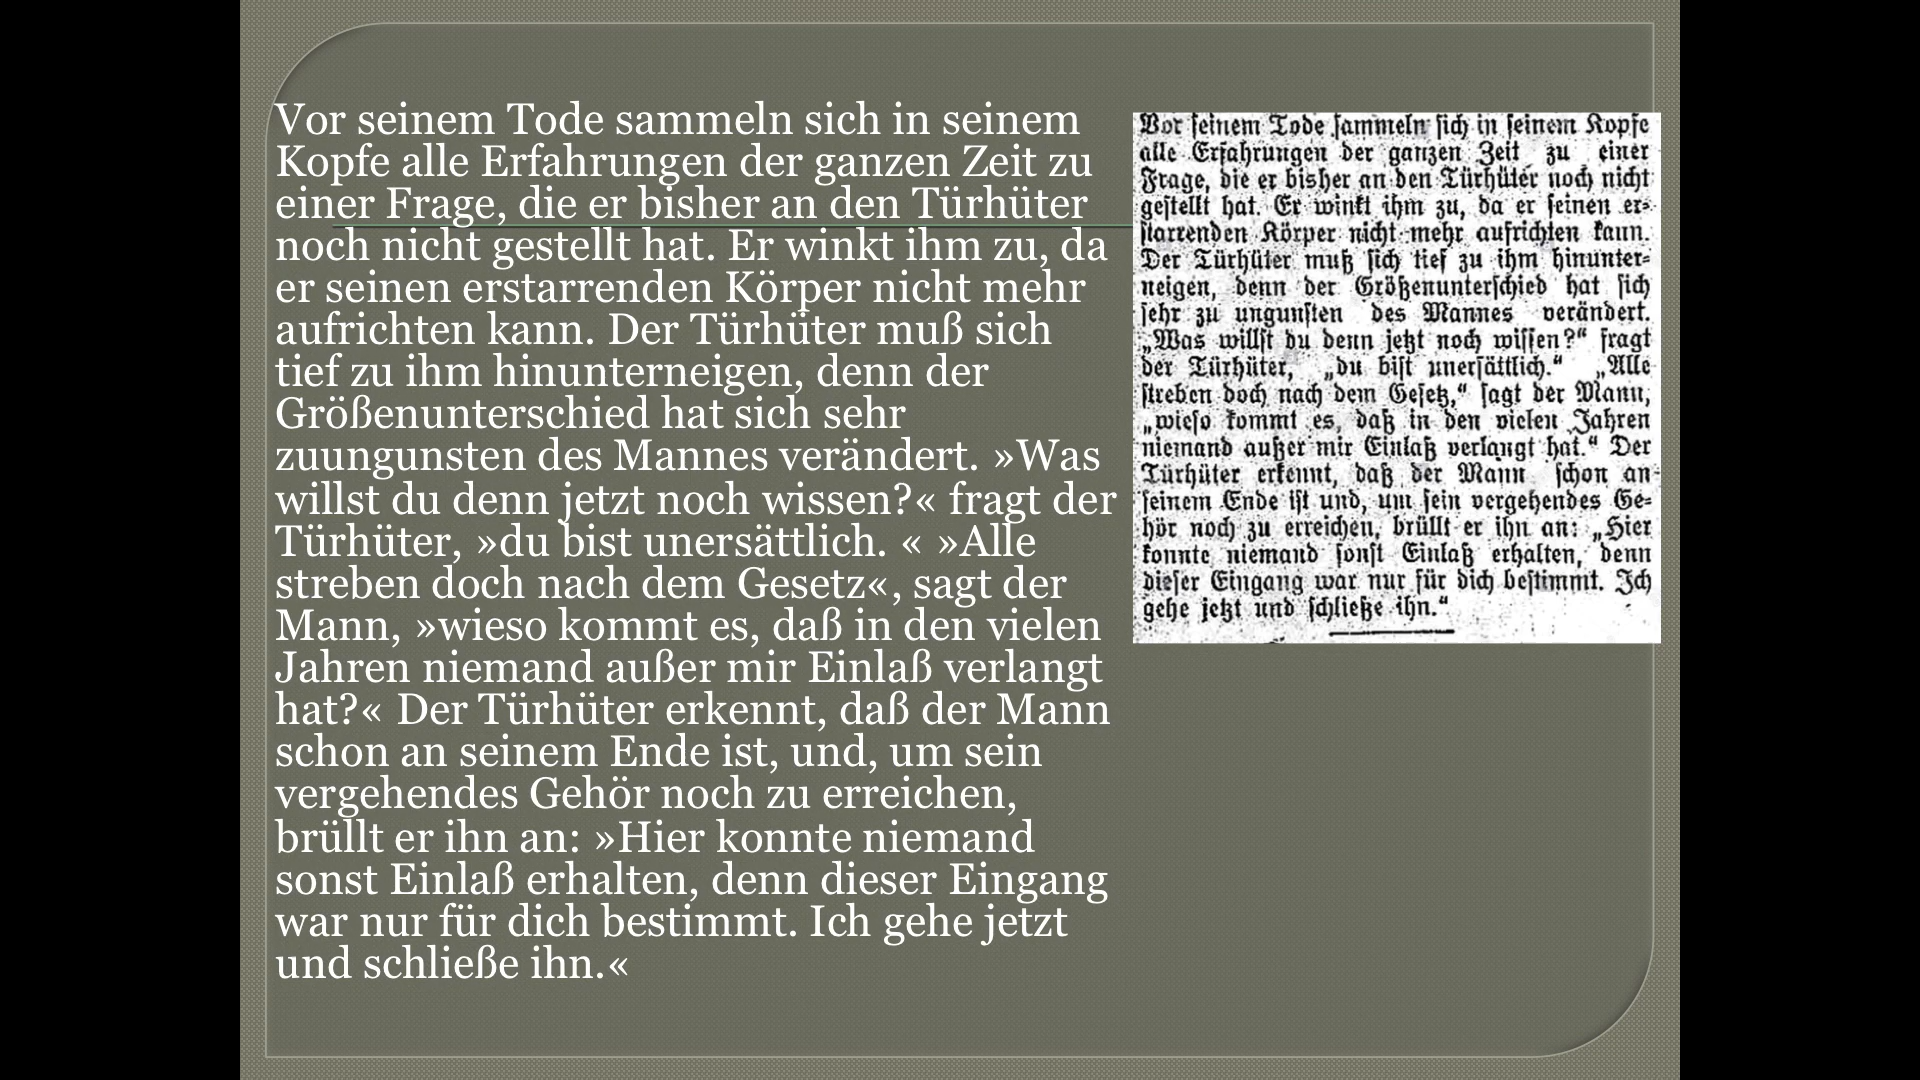 Vor seinem Tode sammeln sich in seinem
Kopfe alle Erfahrungen der ganzen Zeit zu
einer Frage, die er bisher an den Türhüter
noch nicht gestellt hat. Er winkt ihm zu, da
er seinen erstarrenden Körper nicht mehr
aufrichten kann. Der Türhüter muß sich
tief zu ihm hinunterneigen, denn der
Größenunterschied hat sich sehr
zuungunsten des Mannes verändert. »Was
willst du denn jetzt noch wissen?« fragt der
Türhüter, »du bist unersättlich. « »Alle
streben doch nach dem Gesetz«, sagt der
Mann, »wieso kommt es, daß in den vielen
Jahren niemand außer mir Einlaß verlangt
hat?« Der Türhüter erkennt, daß der Mann
schon an seinem Ende ist, und, um sein
vergehendes Gehör noch zu erreichen,
brüllt er ihn an: »Hier konnte niemand
sonst Einlaß erhalten, denn dieser Eingang
war nur für dich bestimmt. Ich gehe jetzt
und schließe ihn.«
Vor ſeinem Tode ſammeln ſich in ſeinem Kopfe
alle Erfahrungen der ganzen Zeit zu einer
Frage, die er bisher an den Türhüter noch nicht
geſtellt hat. Er winkt ihm zu, da er ſeinen er-
ſtarrenden Körper nicht mehr aufrichten kann.
Der Türhüter muß ſich tief zu ihm hinunter-
neigen, denn der Größenunterſchied hat ſich
ſehr zu ungunſten des Mannes verändert.
„Was willſt du denn jetzt noch wiſſen?“ fragt
der Türhüter, „du biſt unerſättlich.“ „Alle
ſtreben doch nach dem Geſetz,“ ſagt der Mann,
„wieſo kommt es, daß in den vielen Jahren
niemand außer mir Einlaß verlangt hat.“ Der
Türhüter erkennt, daß der Mann ſchon an
ſeinem Ende iſt und, um ſein vergehendes Ge-
hör noch zu erreichen, brüllt er ihn an: „Hier
konnte niemand ſonſt Einlaß erhalten, denn
dieſer Eingang war nur für dich beſtimmt. Ich
gehe jetzt und ſchließe ihn.“